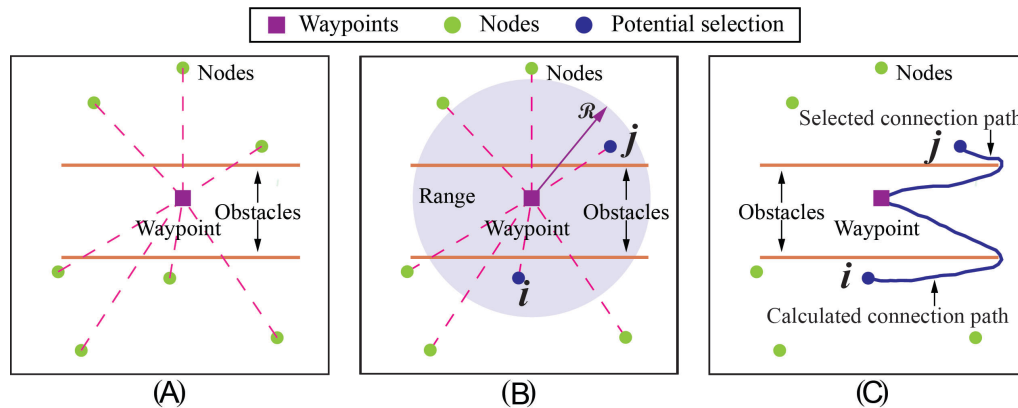 Waypoints Nodes Potential selection
Nodes
Obstacles
Waypoint
(A)
Nodes
ℛ
j
Range
Obstacles
Waypoint
i
(B)
Nodes
Selected connection path
j
Obstacles
Waypoint
i
Calculated connection path
(C)